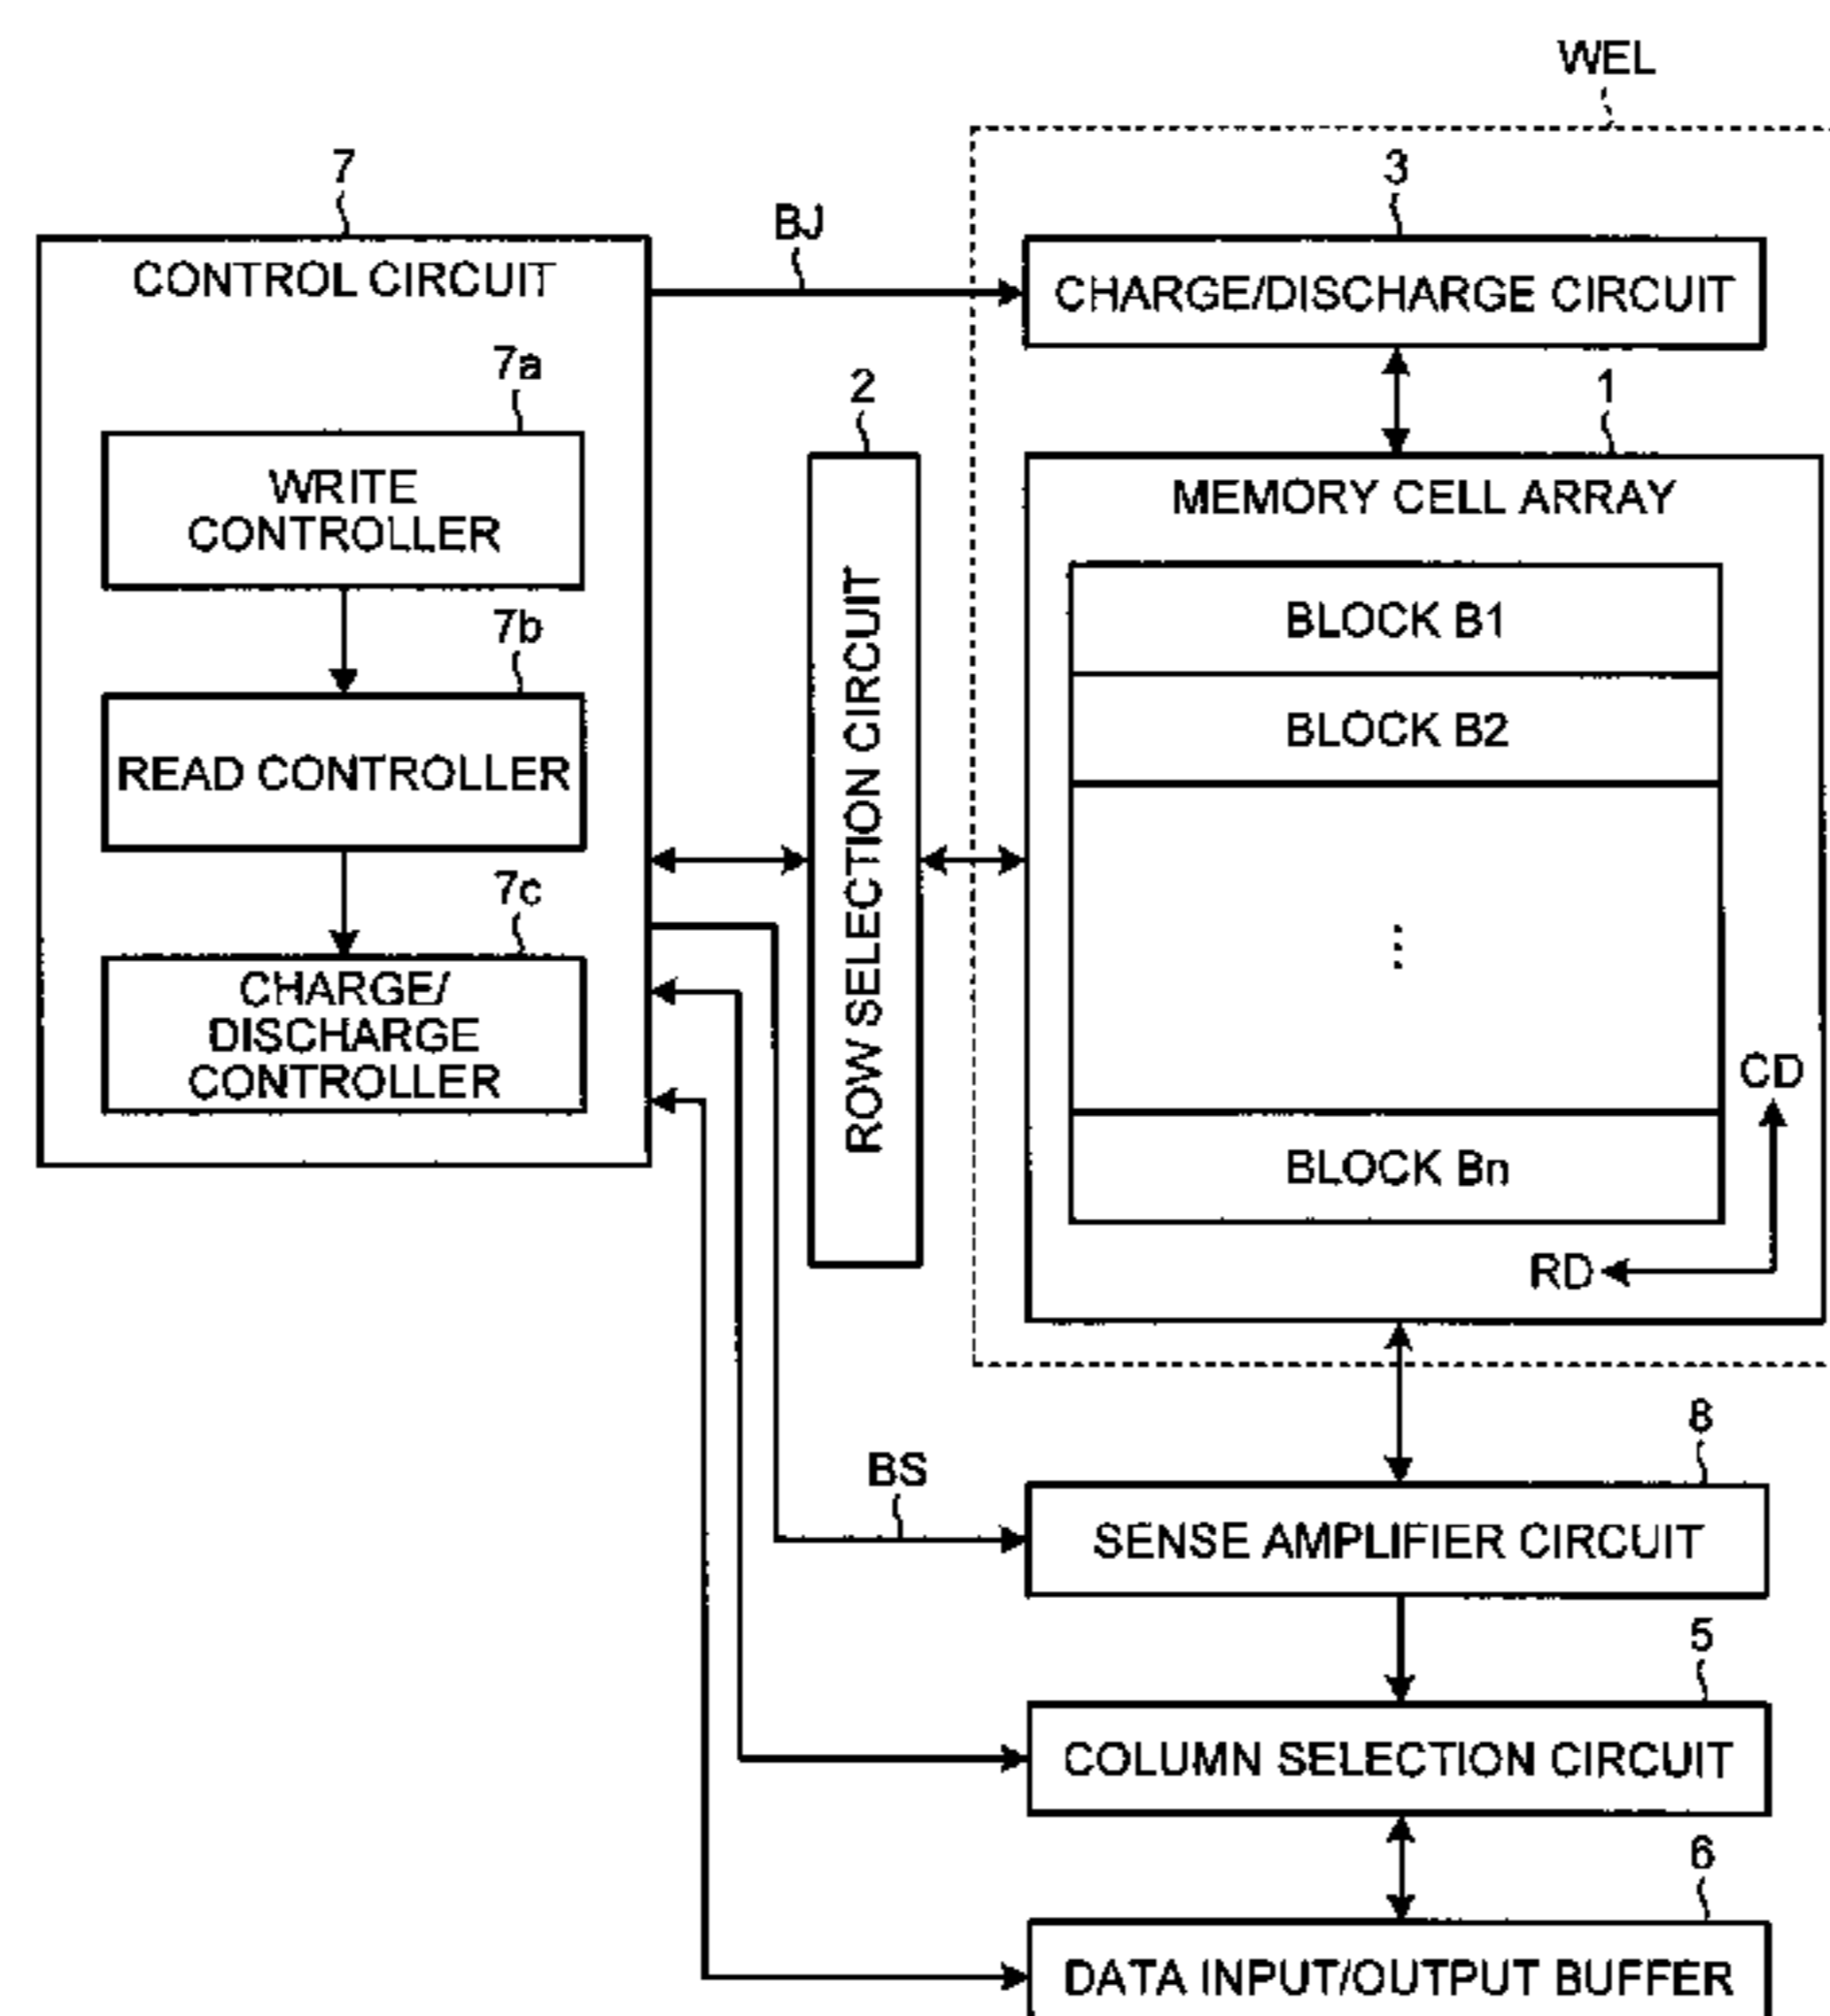 WEL
7
3
BJ
CONTROL CIRCUIT
CHARGE/DISCHARGE CIRCUIT
7a
2
1
WRITE
CONTROLLER
MEMORY CELL ARRAY
ROW SELECTION CIRCUIT
BLOCK B1
7b
BLOCK B2
READ CONTROLLER
7c
⋮
CHARGE/
DISCHARGE
CONTROLLER
CD
BLOCK Bn
RD
8
BS
SENSE AMPLIFIER CIRCUIT
5
COLUMN SELECTION CIRCUIT
6
DATA INPUT/OUTPUT BUFFER